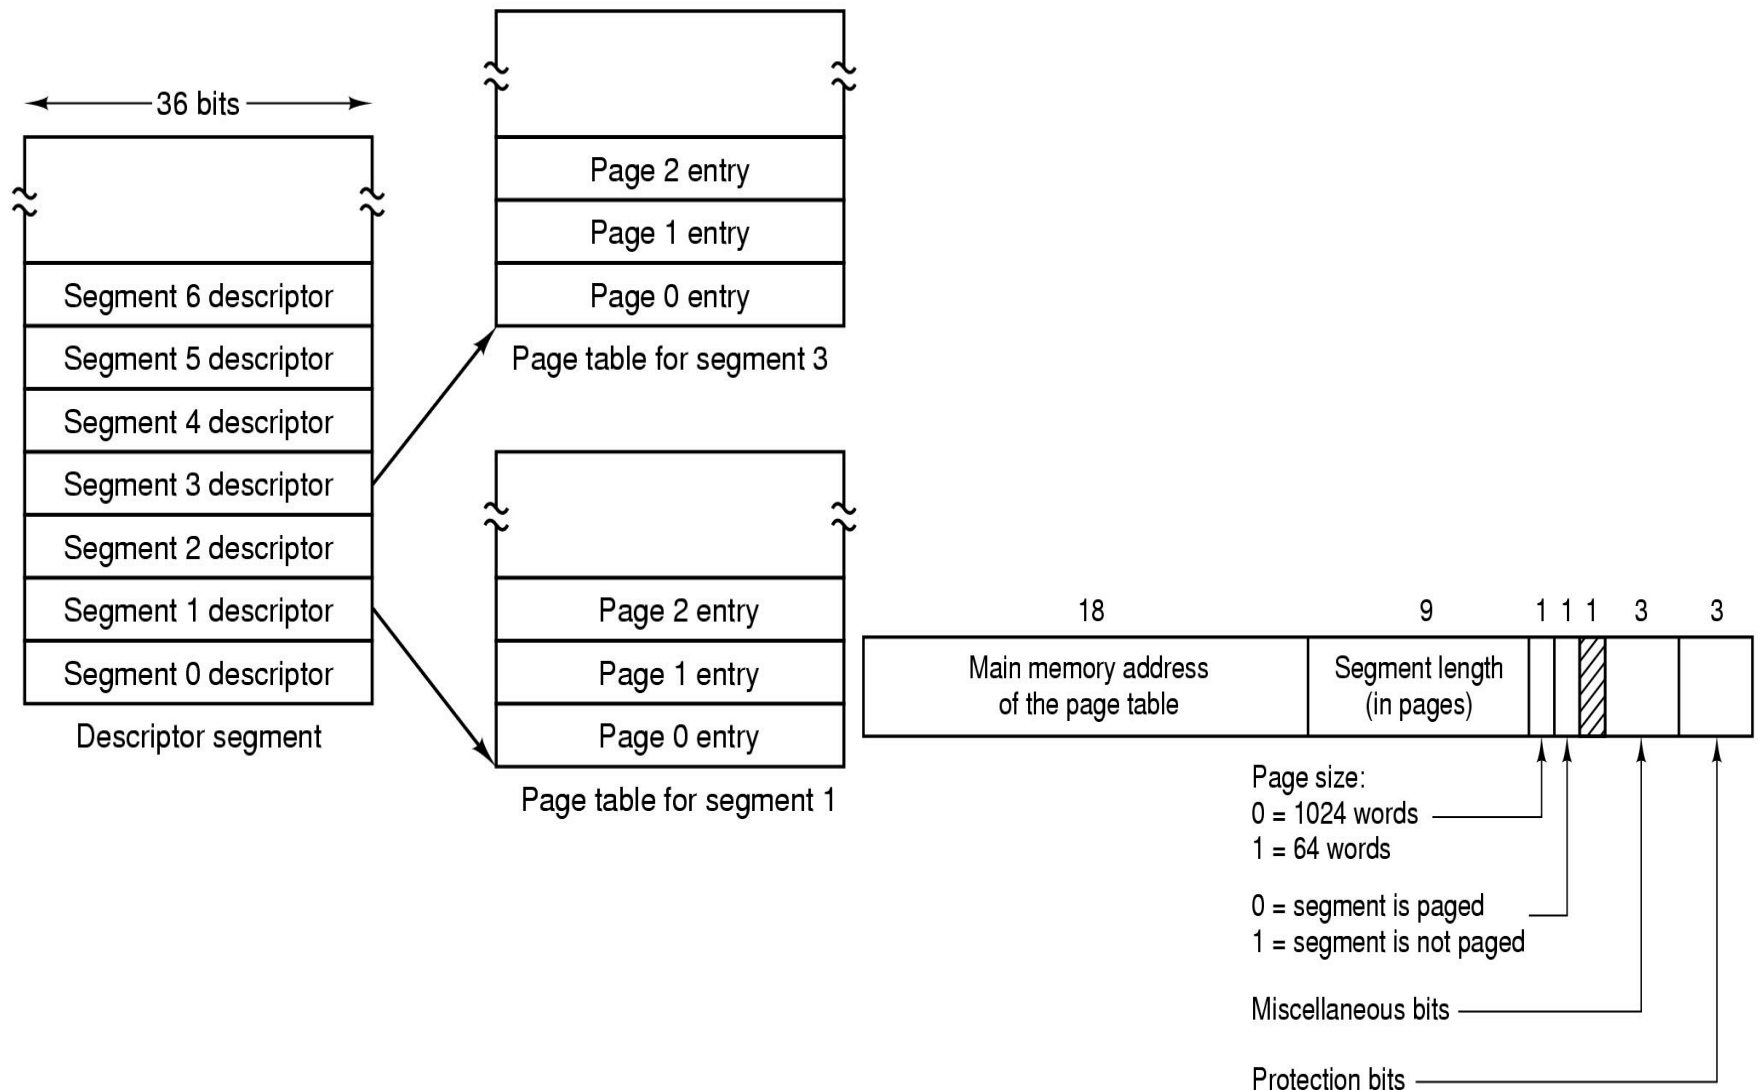 36 bits
Segment 6 descriptor
Segment 5 descriptor
Segment 4 descriptor
Segment 3 descriptor
Segment 2 descriptor
Segment 1 descriptor
Segment 0 descriptor
Descriptor segment
Page 2 entry
Page 1 entry
Page 0 entry
Page table for segment 3
Page 2 entry
Page 1 entry
Page 0 entry
Page table for segment 1
18 9 1 1 1 3 3
Main memory address
of the page table
Segment length
(in pages)
Page size:
0 = 1024 words
1 = 64 words
0 = segment is paged
1 = segment is not paged
Miscellaneous bits
Protection bits